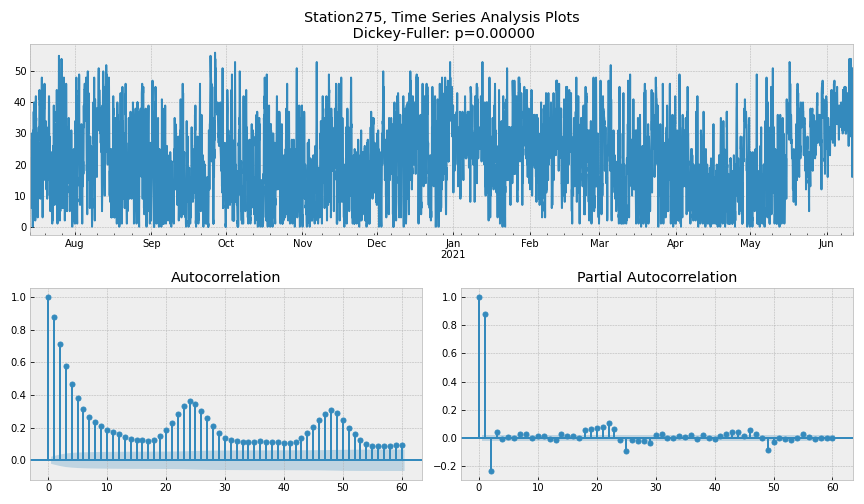 Station275, Time Series Analysis Plots
Dickey-Fuller: p=0.00000
50
40
30
20
10
0
Aug Sep Oct Nov Dec Jan Feb Mar Apr May Jun
2021
Autocorrelation
1.0
0.8
0.6
0.4
0.2
0.0
0 10 20 30 40 50 60
Partial Autocorrelation
1.0
0.8
0.6
0.4
0.2
0.0
−0.2
0 10 20 30 40 50 60